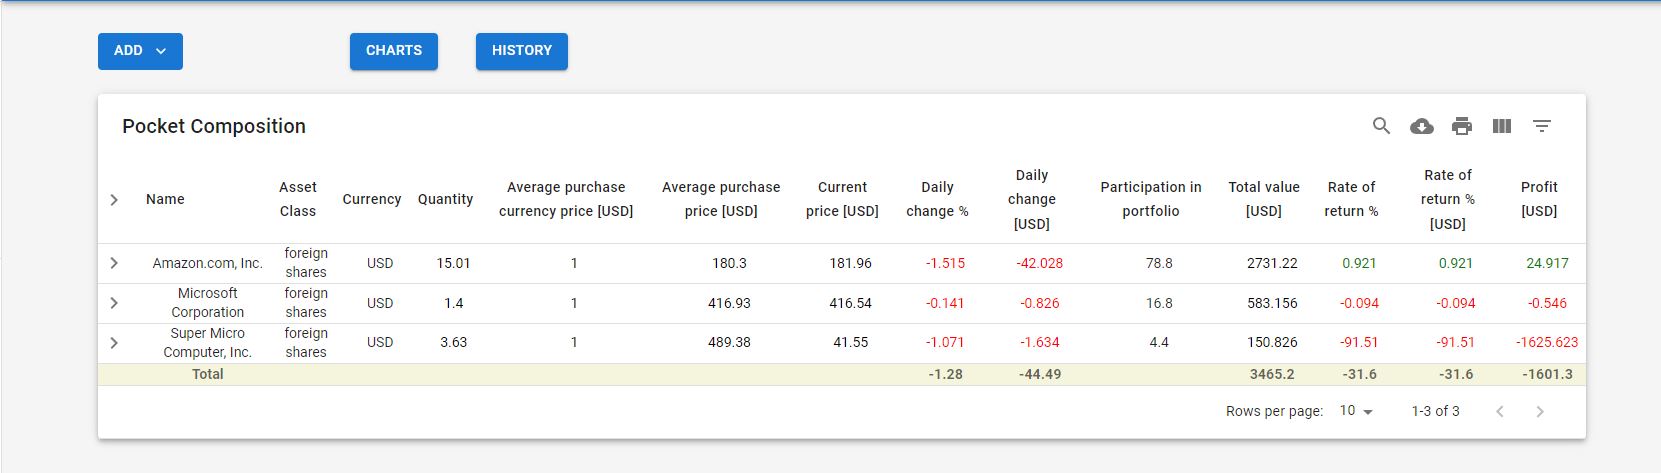 ADD
CHARTS
HISTORY
Pocket Composition
Name Asset Class Currency Quantity Average purchase currency price [USD] Average purchase price [USD] Current price [USD] Daily change % Daily change [USD] Participation in portfolio Total value [USD] Rate of return % Rate of return % [USD] Profit [USD]
Amazon.com, Inc. foreign shares USD 15.01 1 180.3 181.96 -1.515 -42.028 78.8 2731.22 0.921 0.921 24.917
Microsoft Corporation foreign shares USD 1.4 1 416.93 416.54 -0.141 -0.826 16.8 583.156 -0.094 -0.094 -0.546
Super Micro Computer, Inc. foreign shares USD 3.63 1 489.38 41.55 -1.071 -1.634 4.4 150.826 -91.51 -91.51 -1625.623
Total -1.28 -44.49 3465.2 -31.6 -31.6 -1601.3
Rows per page: 10 1-3 of 3